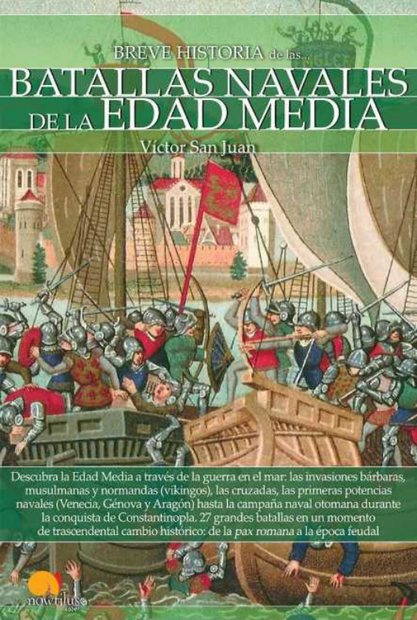 BREVE HISTORIA de las...
BATALLAS NAVALES
DE LA EDAD MEDIA
Víctor San Juan
Descubra la Edad Media a través de la guerra en el mar: las invasiones bárbaras,
musulmanas y normandas (vikingos), las cruzadas, las primeras potencias
navales (Venecia, Génova y Aragón) hasta la campaña naval otomana durante
la conquista de Constantinopla. 27 grandes batallas en un momento
de trascendental cambio histórico: de la pax romana a la época feudal
nowtilus